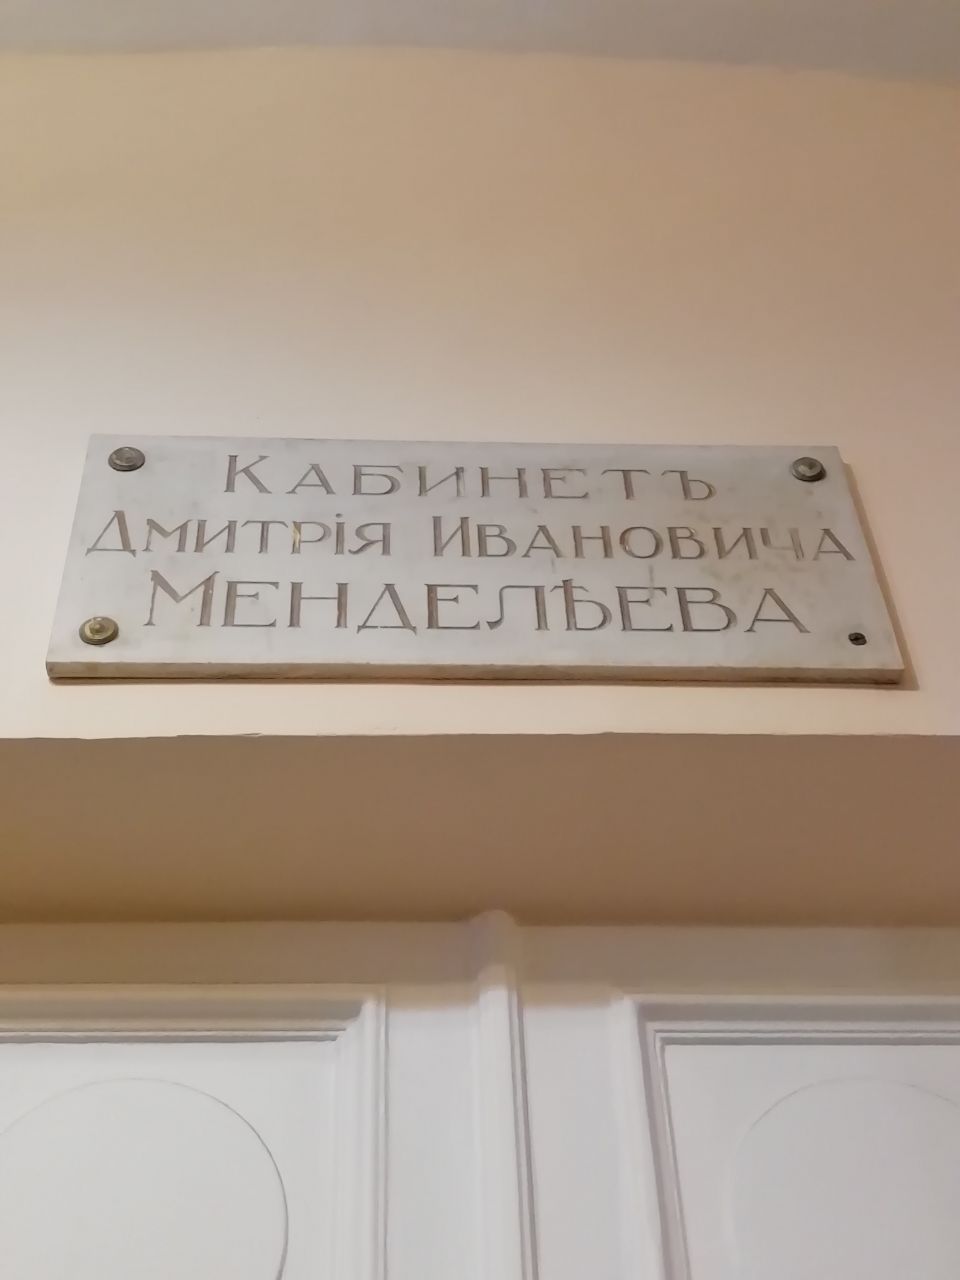 Кабинетъ
Дмитрія Ивановича
Менделѣева